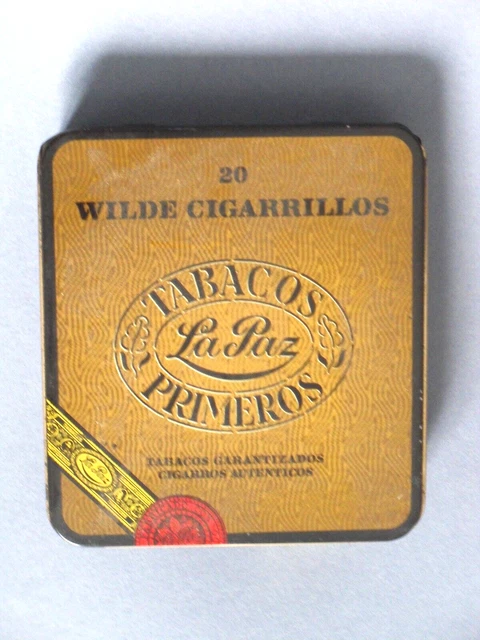 20
WILDE CIGARRILLOS
TABACOS
La Paz
PRIMEROS
TABACOS GARANTIZADOS
CIGARROS AUTENTICOS